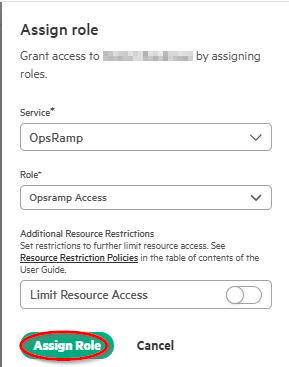 Assign role
Grant access to by assigning
roles.
Service*
OpsRamp
Role*
Opsramp Access
Additional Resource Restrictions
Set restrictions to further limit resource access. See
Resource Restriction Policies in the table of contents of the
User Guide.
Limit Resource Access
Assign Role Cancel